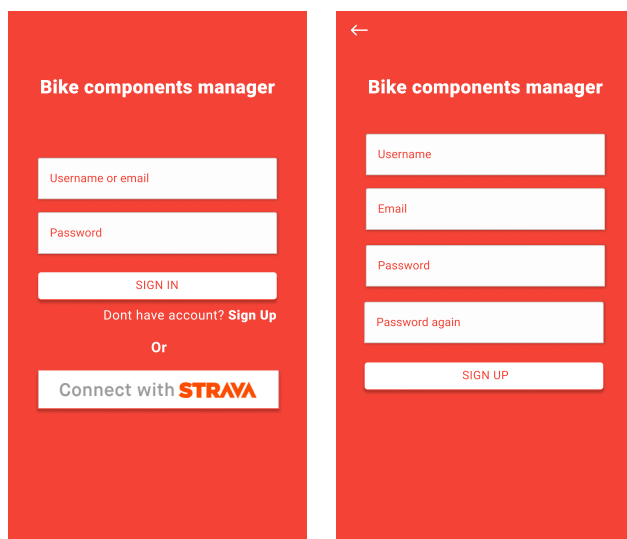 Bike components manager
Username or email
Password
SIGN IN
Dont have account? Sign Up
Or
Connect with STRAVA
Bike components manager
Username
Email
Password
Password again
SIGN UP